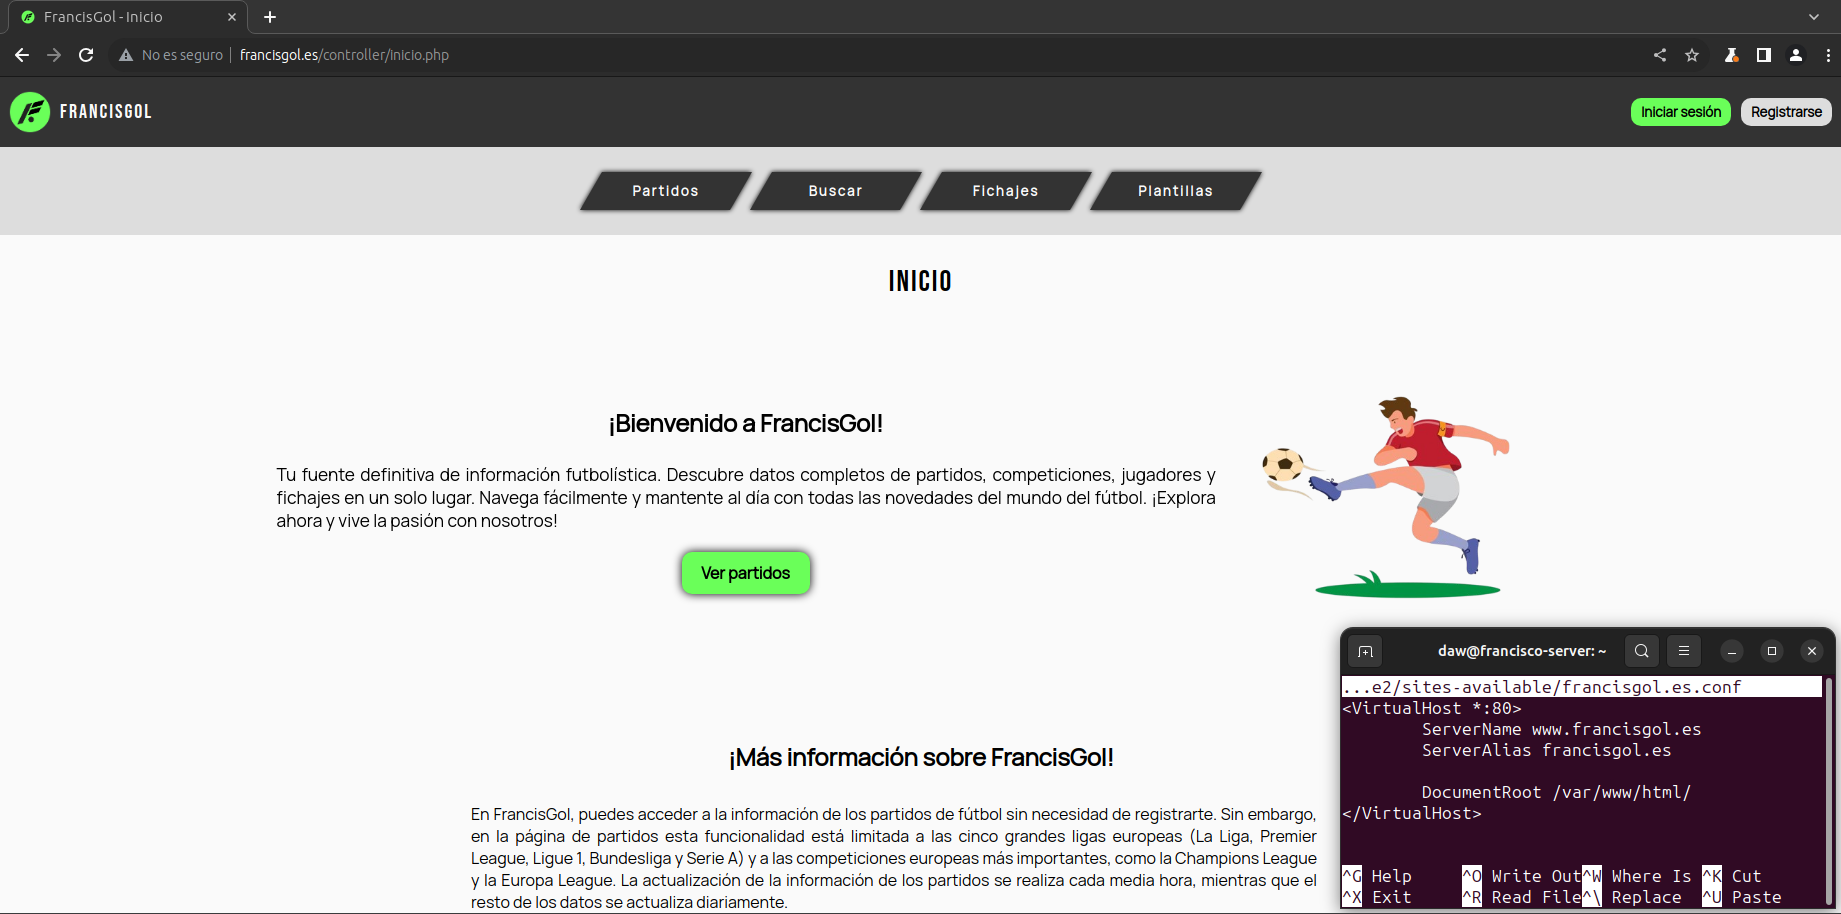 FrancisGol - Inicio
No es seguro francisgol.es/controller/inicio.php
FRANCISGOL
Iniciar sesión
Registrarse
Partidos
Buscar
Fichajes
Plantillas
INICIO
¡Bienvenido a FrancisGol!
Tu fuente definitiva de información futbolística. Descubre datos completos de partidos, competiciones, jugadores y
fichajes en un solo lugar. Navega fácilmente y mantente al día con todas las novedades del mundo del fútbol. ¡Explora
ahora y vive la pasión con nosotros!
Ver partidos
¡Más información sobre FrancisGol!
En FrancisGol, puedes acceder a la información de los partidos de fútbol sin necesidad de registrarte. Sin embargo,
en la página de partidos esta funcionalidad está limitada a las cinco grandes ligas europeas (La Liga, Premier
League, Ligue 1, Bundesliga y Serie A) y a las competiciones europeas más importantes, como la Champions League
y la Europa League. La actualización de la información de los partidos se realiza cada media hora, mientras que el
resto de los datos se actualiza diariamente.
daw@francisco-server: ~
...e2/sites-available/francisgol.es.conf
<VirtualHost *:80>
ServerName www.francisgol.es
ServerAlias francisgol.es
DocumentRoot /var/www/html/
</VirtualHost>
^G Help ^O Write Out ^W Where Is ^K Cut
^X Exit ^R Read File ^\ Replace ^U Paste